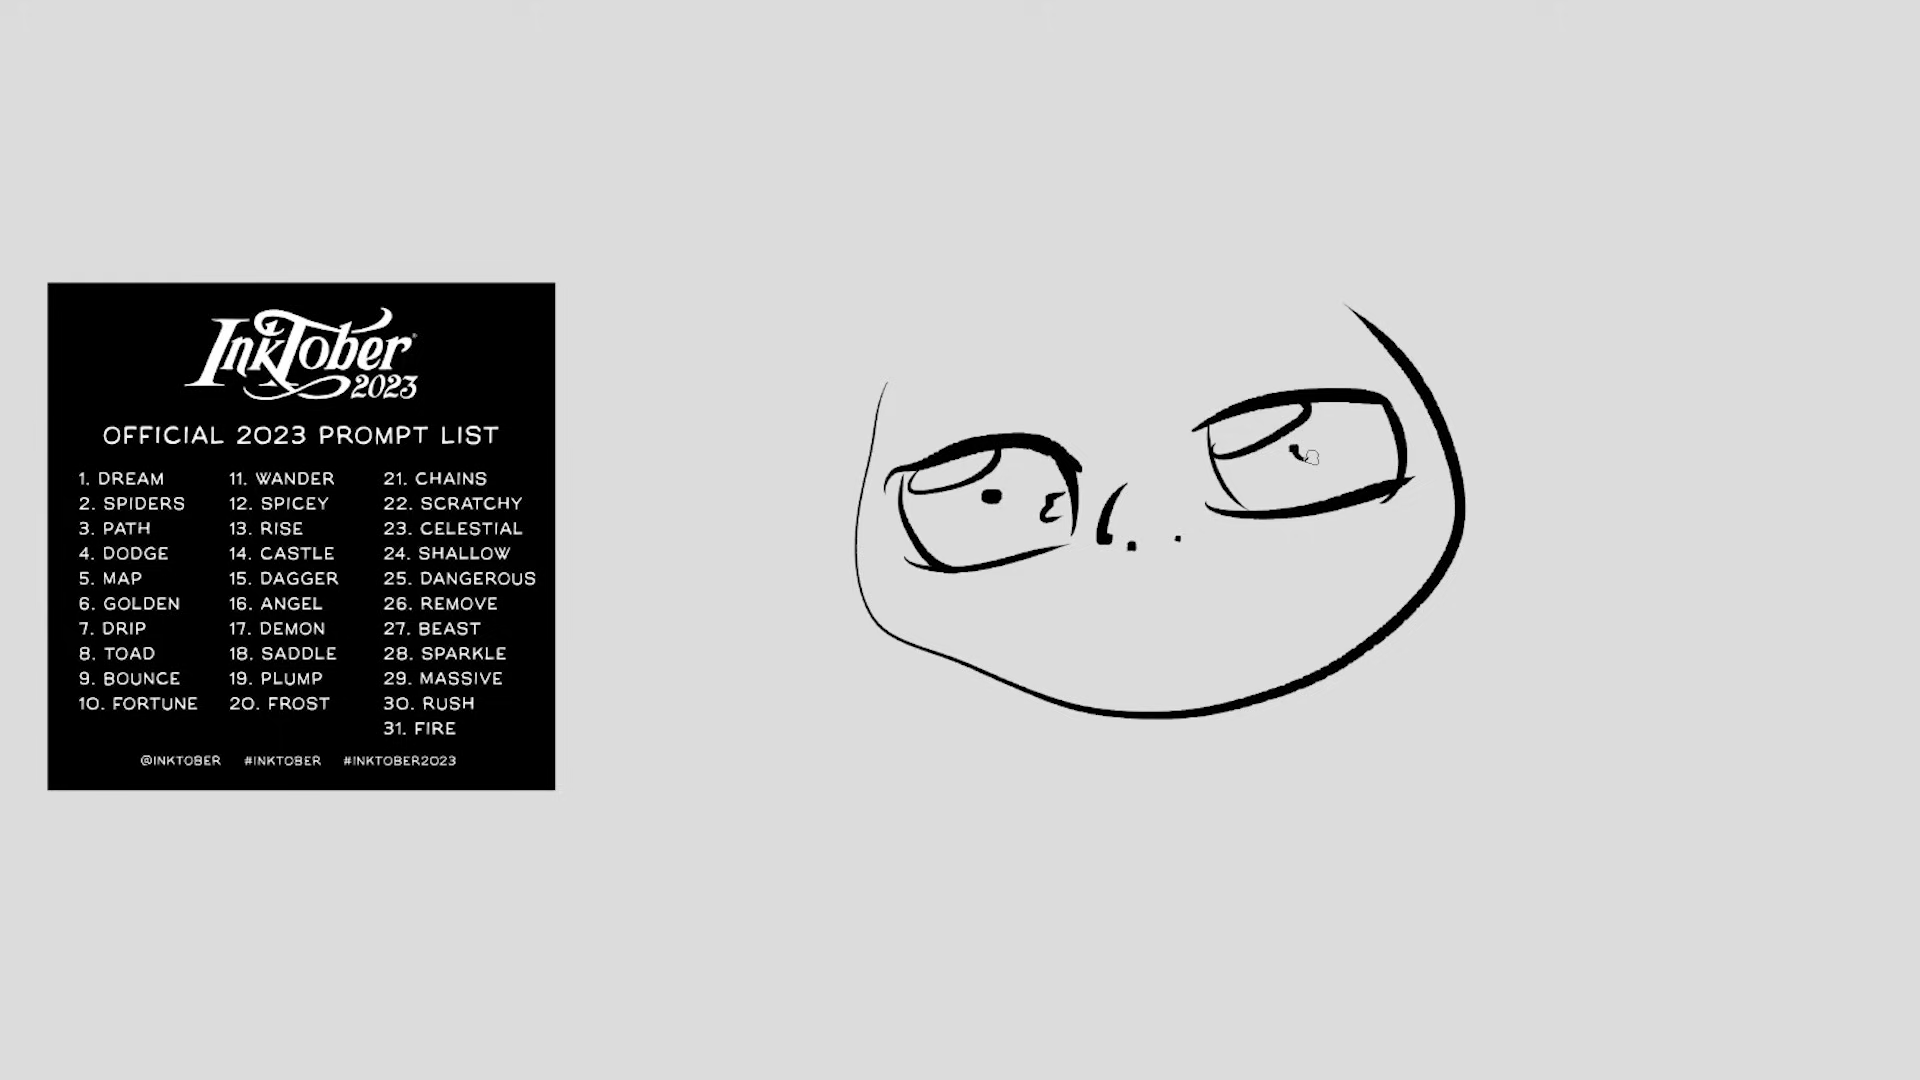 InkTober
2023
OFFICIAL 2023 PROMPT LIST
1. DREAM
2. SPIDERS
3. PATH
4. DODGE
5. MAP
6. GOLDEN
7. DRIP
8. TOAD
9. BOUNCE
10. FORTUNE
11. WANDER
12. SPICEY
13. RISE
14. CASTLE
15. DAGGER
16. ANGEL
17. DEMON
18. SADDLE
19. PLUMP
20. FROST
21. CHAINS
22. SCRATCHY
23. CELESTIAL
24. SHALLOW
25. DANGEROUS
26. REMOVE
27. BEAST
28. SPARKLE
29. MASSIVE
30. RUSH
31. FIRE
@INKTOBER #INKTOBER #INKTOBER2023